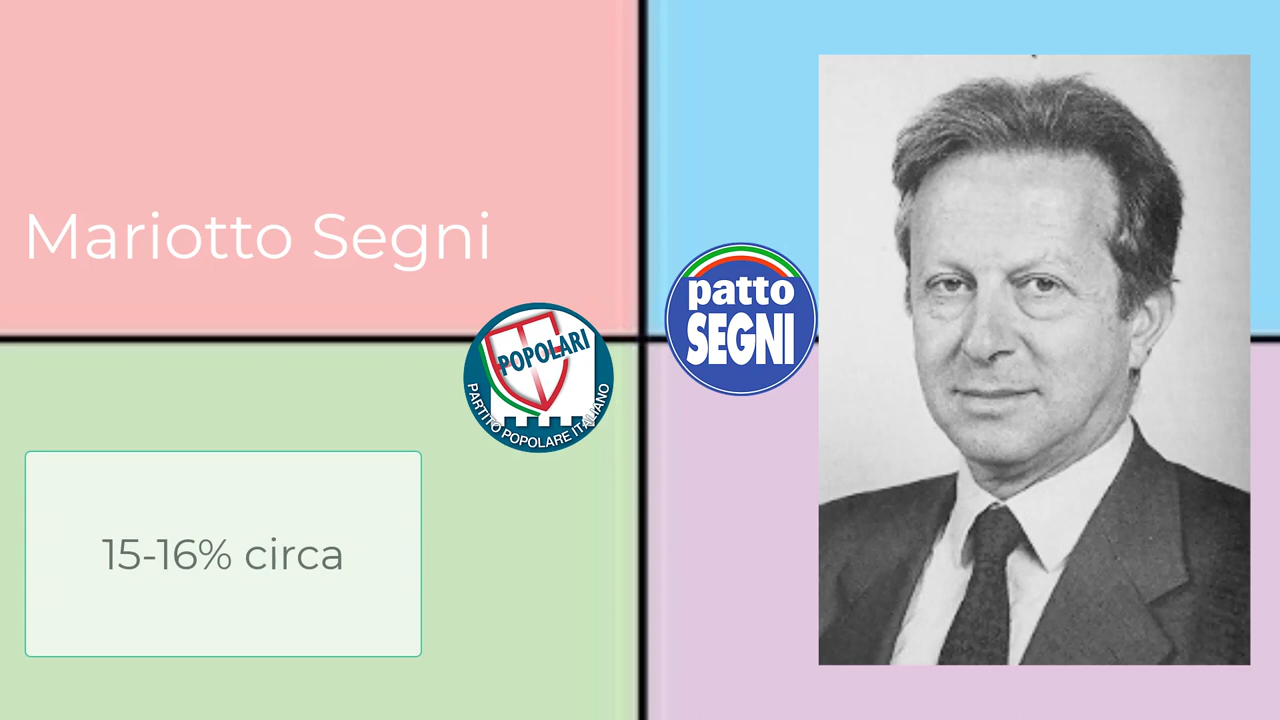 Mariotto Segni
patto
SEGNI
POPOLARI
PARTITO POPOLARE ITALIANO
15-16% circa